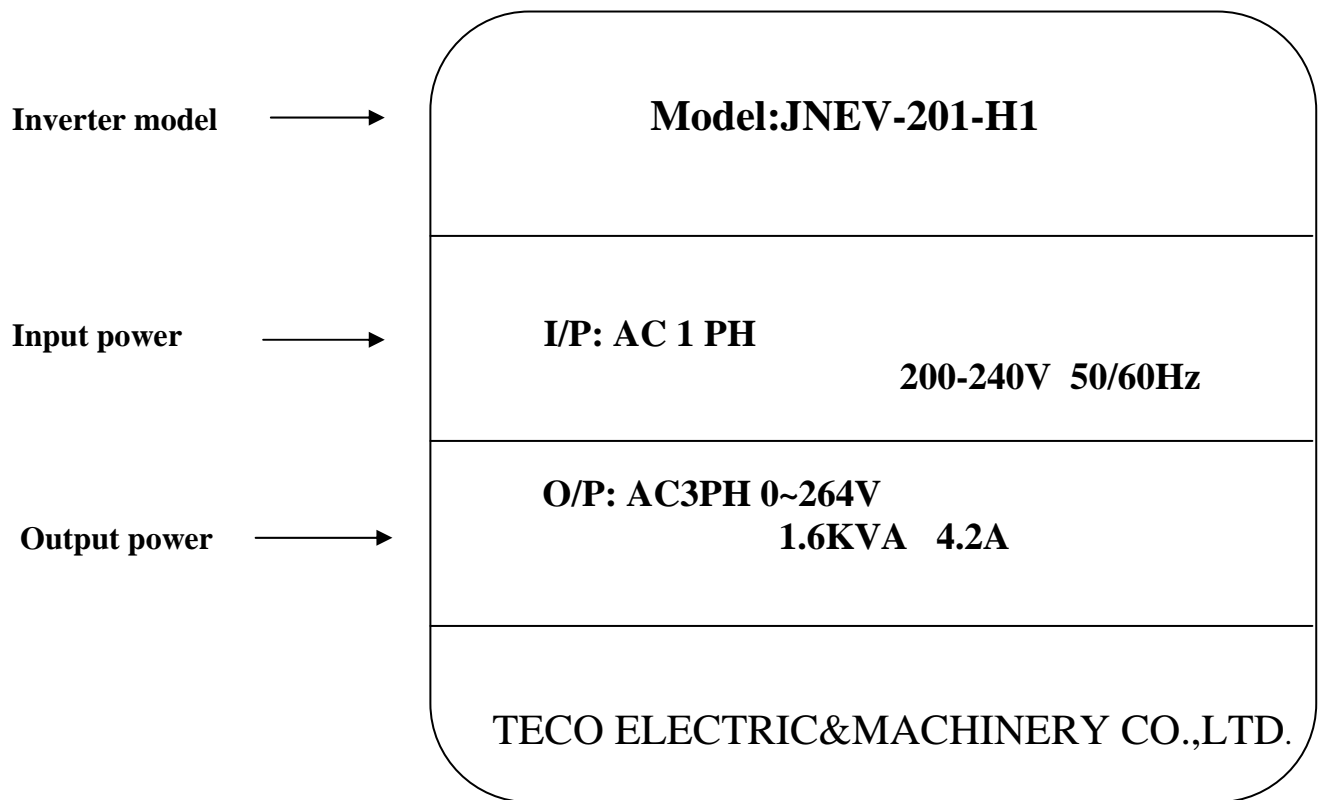 Inverter model
Model:JNEV-201-H1
Input power
I/P: AC 1 PH
200-240V 50/60Hz
O/P: AC3PH 0~264V
1.6KVA 4.2A
Output power
TECO ELECTRIC&MACHINERY CO.,LTD.